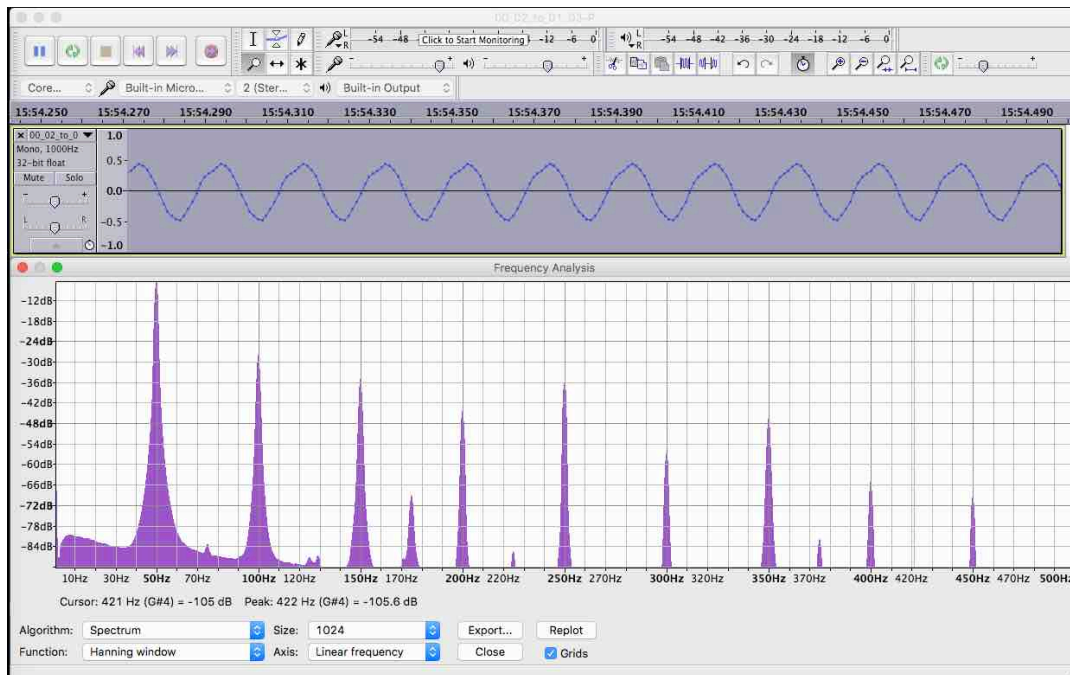 00_02_to_01_03-P
L R -54 -48 Click to Start Monitoring -12 -6 0 L R -54 -48 -42 -36 -30 -24 -18 -12 -6 0
- + - + - +
Core... Built-in Micro... 2 (Ster... Built-in Output
15:54.250 15:54.270 15:54.290 15:54.310 15:54.330 15:54.350 15:54.370 15:54.390 15:54.410 15:54.430 15:54.450 15:54.470 15:54.490
00_02_to_0 1.0
Mono, 1000Hz
32-bit float 0.5
Mute Solo
- + 0.0
L R -0.5
-1.0
Frequency Analysis
-12dB
-18dB
-24dB
-30dB
-36dB
-42dB
-48dB
-54dB
-60dB
-66dB
-72dB
-78dB
-84dB
10Hz 30Hz 50Hz 70Hz 100Hz 120Hz 150Hz 170Hz 200Hz 220Hz 250Hz 270Hz 300Hz 320Hz 350Hz 370Hz 400Hz 420Hz 450Hz 470Hz 500Hz
Cursor: 421 Hz (G#4) = -105 dB Peak: 422 Hz (G#4) = -105.6 dB
Algorithm: Spectrum Size: 1024 Export... Replot
Function: Hanning window Axis: Linear frequency Close Grids